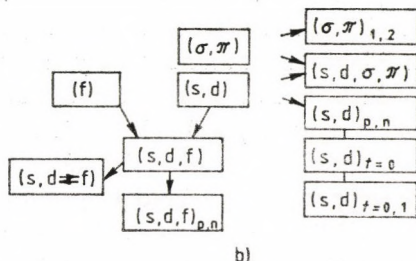 (σ, π)
(f)
(s, d)
(s, d, f)
(s, d ⇌ f)
(s, d, f)p,n
(σ, π)1,2
(s, d, σ, π)
(s, d)p,n
(s, d)t=0
(s, d)t=0,1
b)